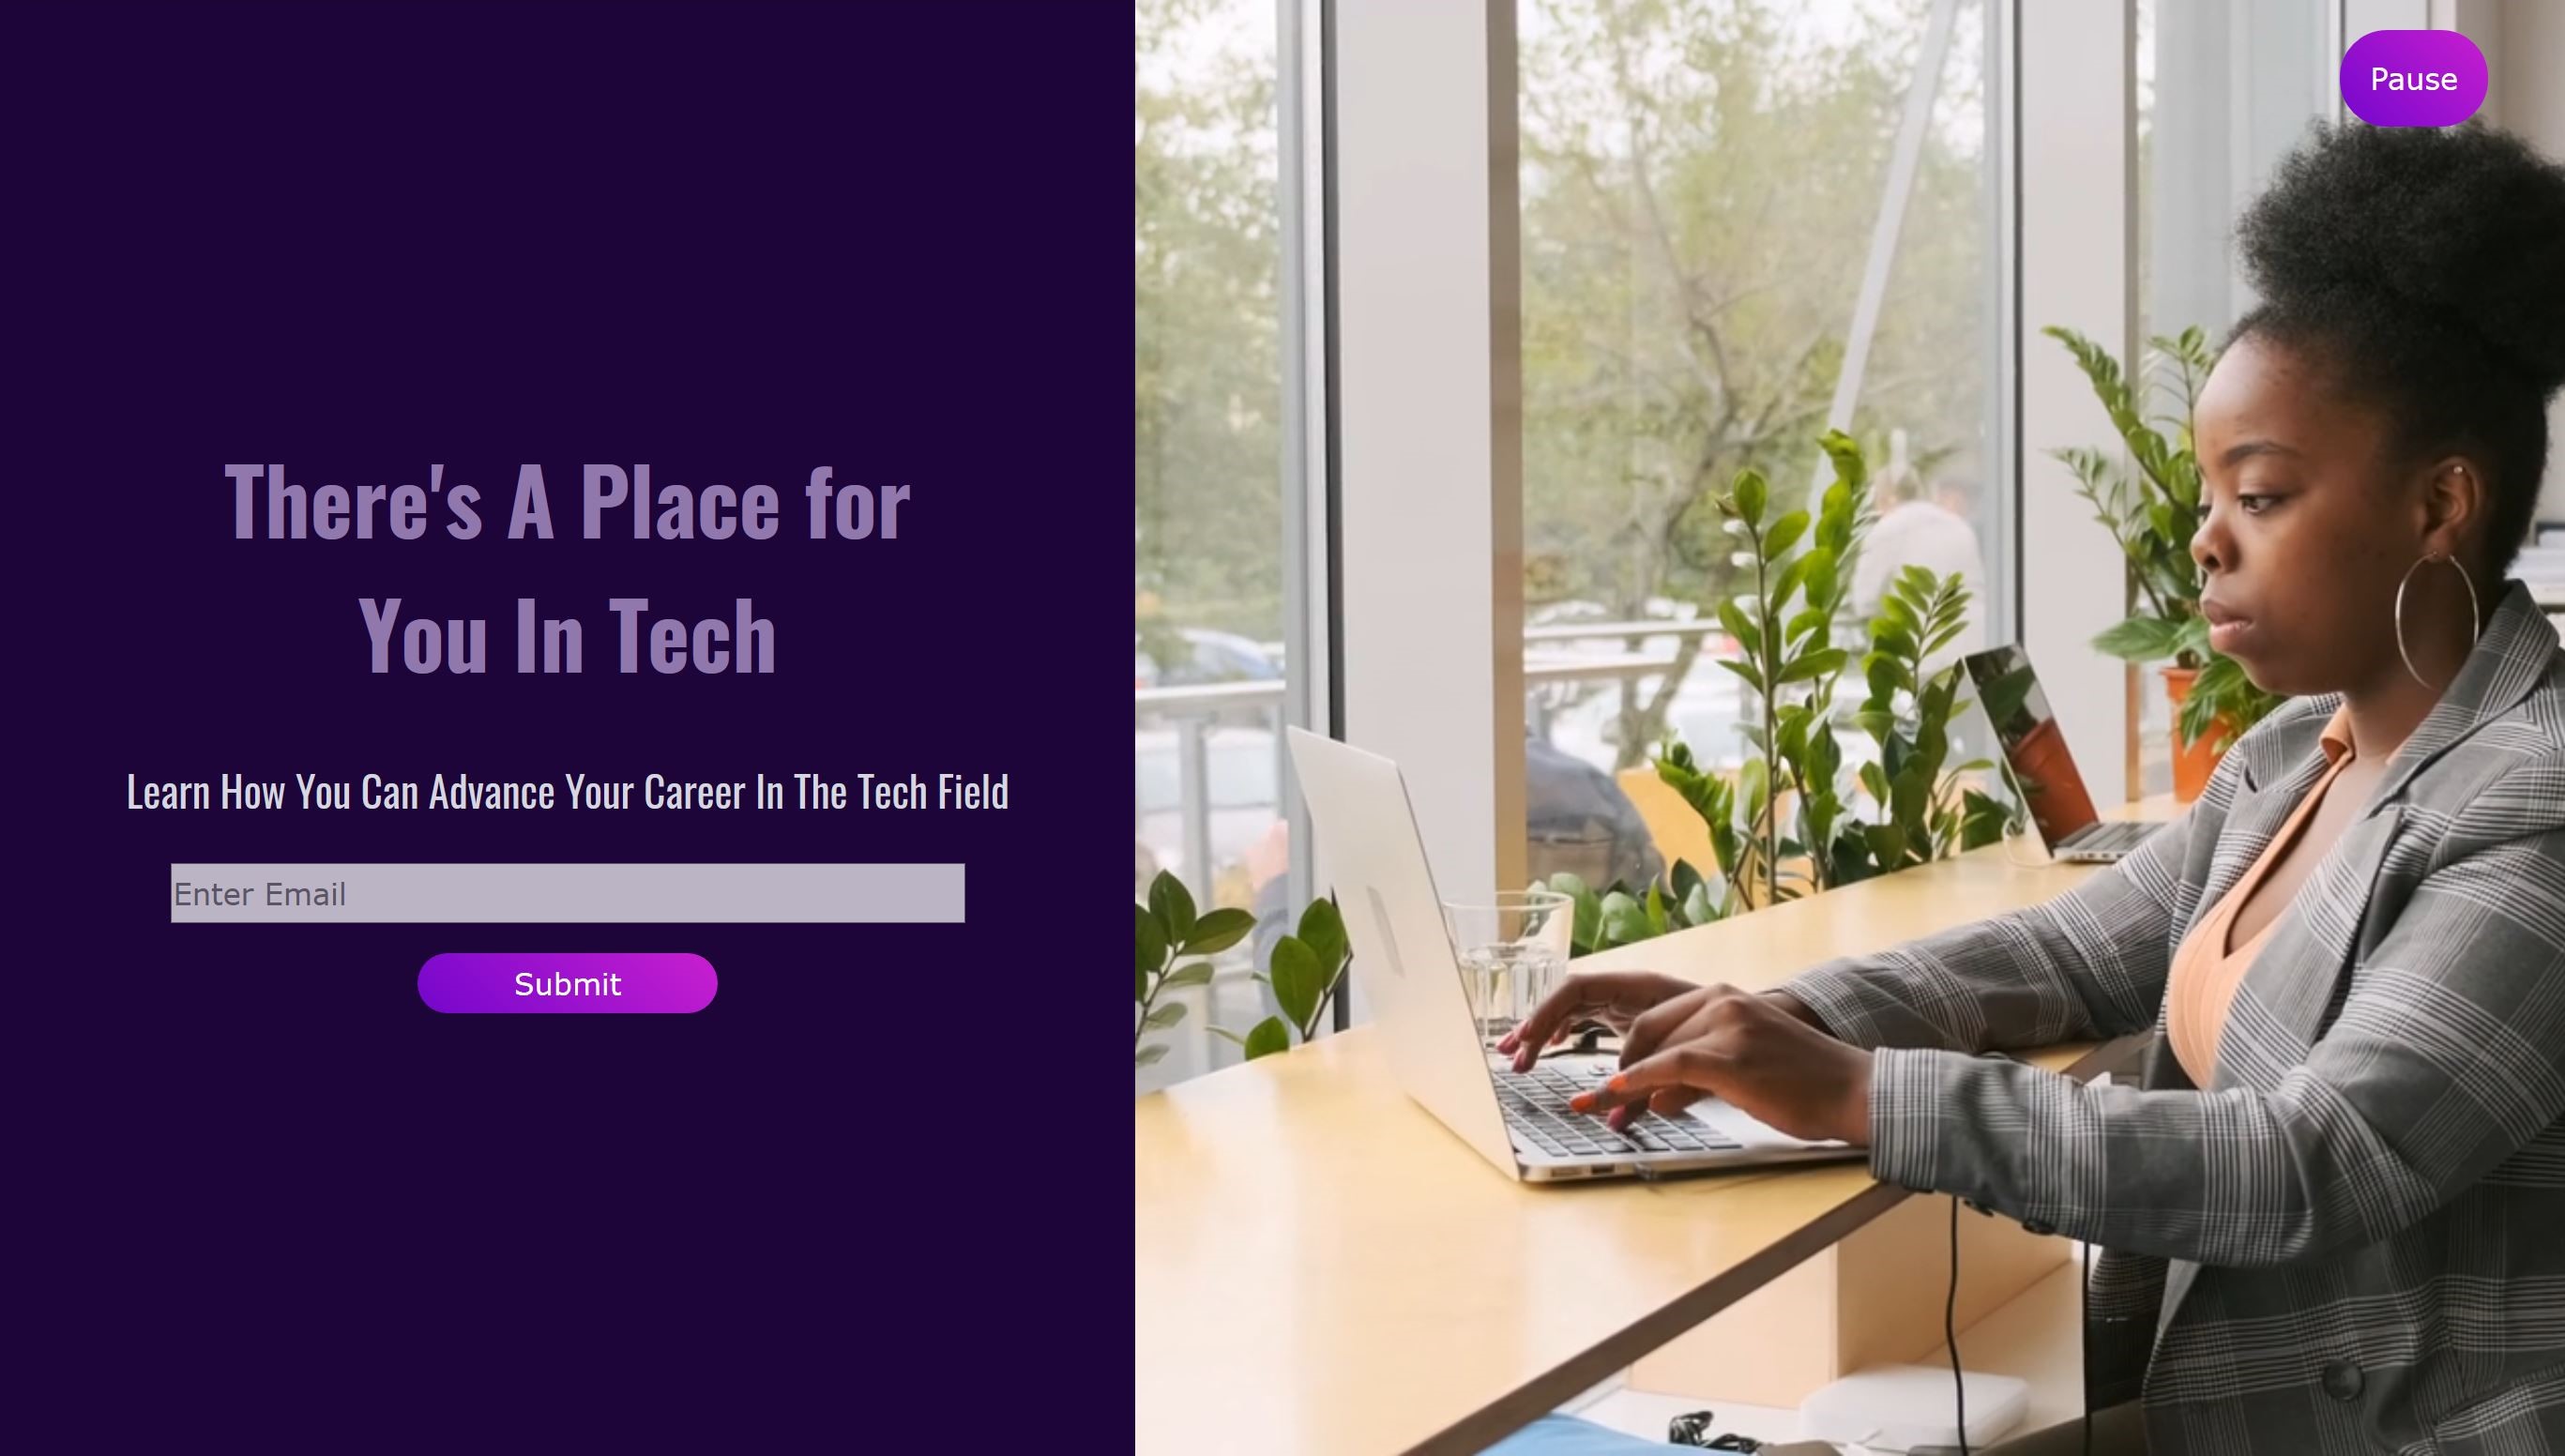 There's A Place for
You In Tech
Learn How You Can Advance Your Career In The Tech Field
Enter Email
Submit
Pause